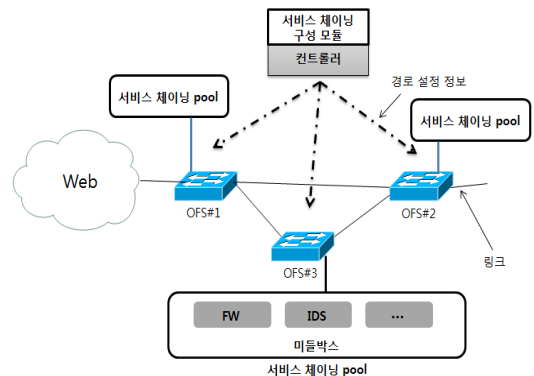 서비스 체이닝
구성 모듈
컨트롤러
경로 설정 정보
서비스 체이닝 pool
서비스 체이닝 pool
Web
OFS#1
OFS#2
OFS#3
링크
FW
IDS
...
미들박스
서비스 체이닝 pool